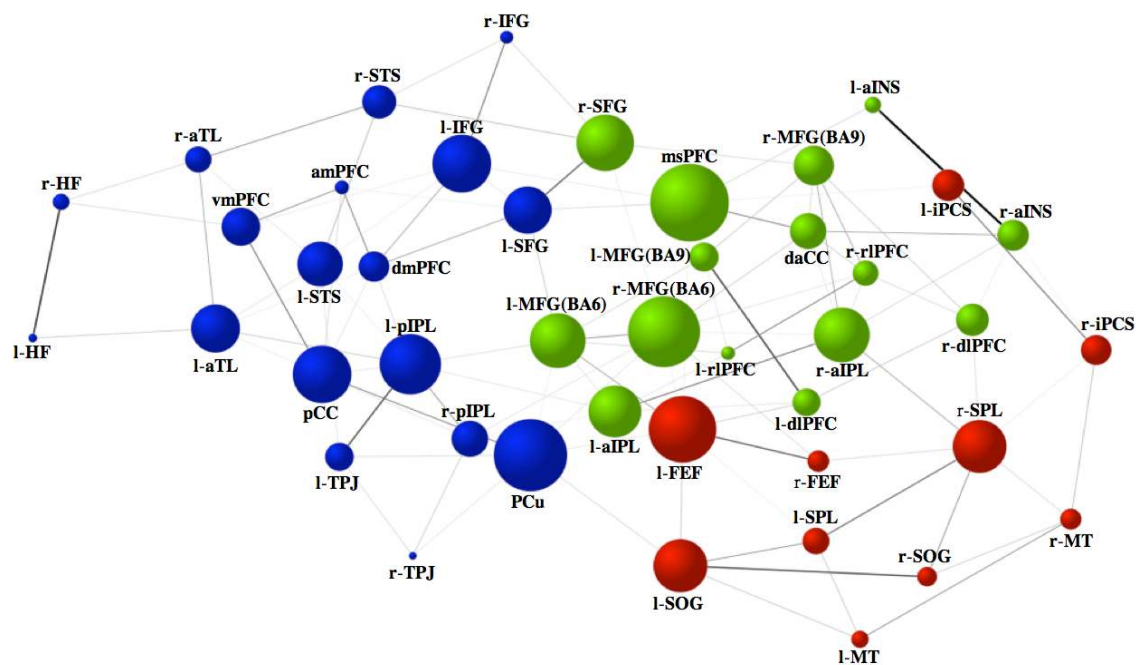 r-IFG
r-STS
l-aINS
r-SFG
l-IFG
r-MFG(BA9)
r-aTL
msPFC
amPFC
r-HF
vmPFC
l-iPCS
r-aINS
l-SFG
l-MFG(BA9)
daCC
r-rlPFC
dmPFC
l-STS
r-MFG(BA6)
l-MFG(BA6)
l-pIPL
r-iPCS
r-dlPFC
l-HF
l-aTL
l-rlPFC
r-aIPL
pCC
r-pIPL
l-dlPFC
r-SPL
l-aIPL
l-FEF
l-TPJ
r-FEF
PCu
l-SPL
r-MT
r-SOG
r-TPJ
l-SOG
l-MT